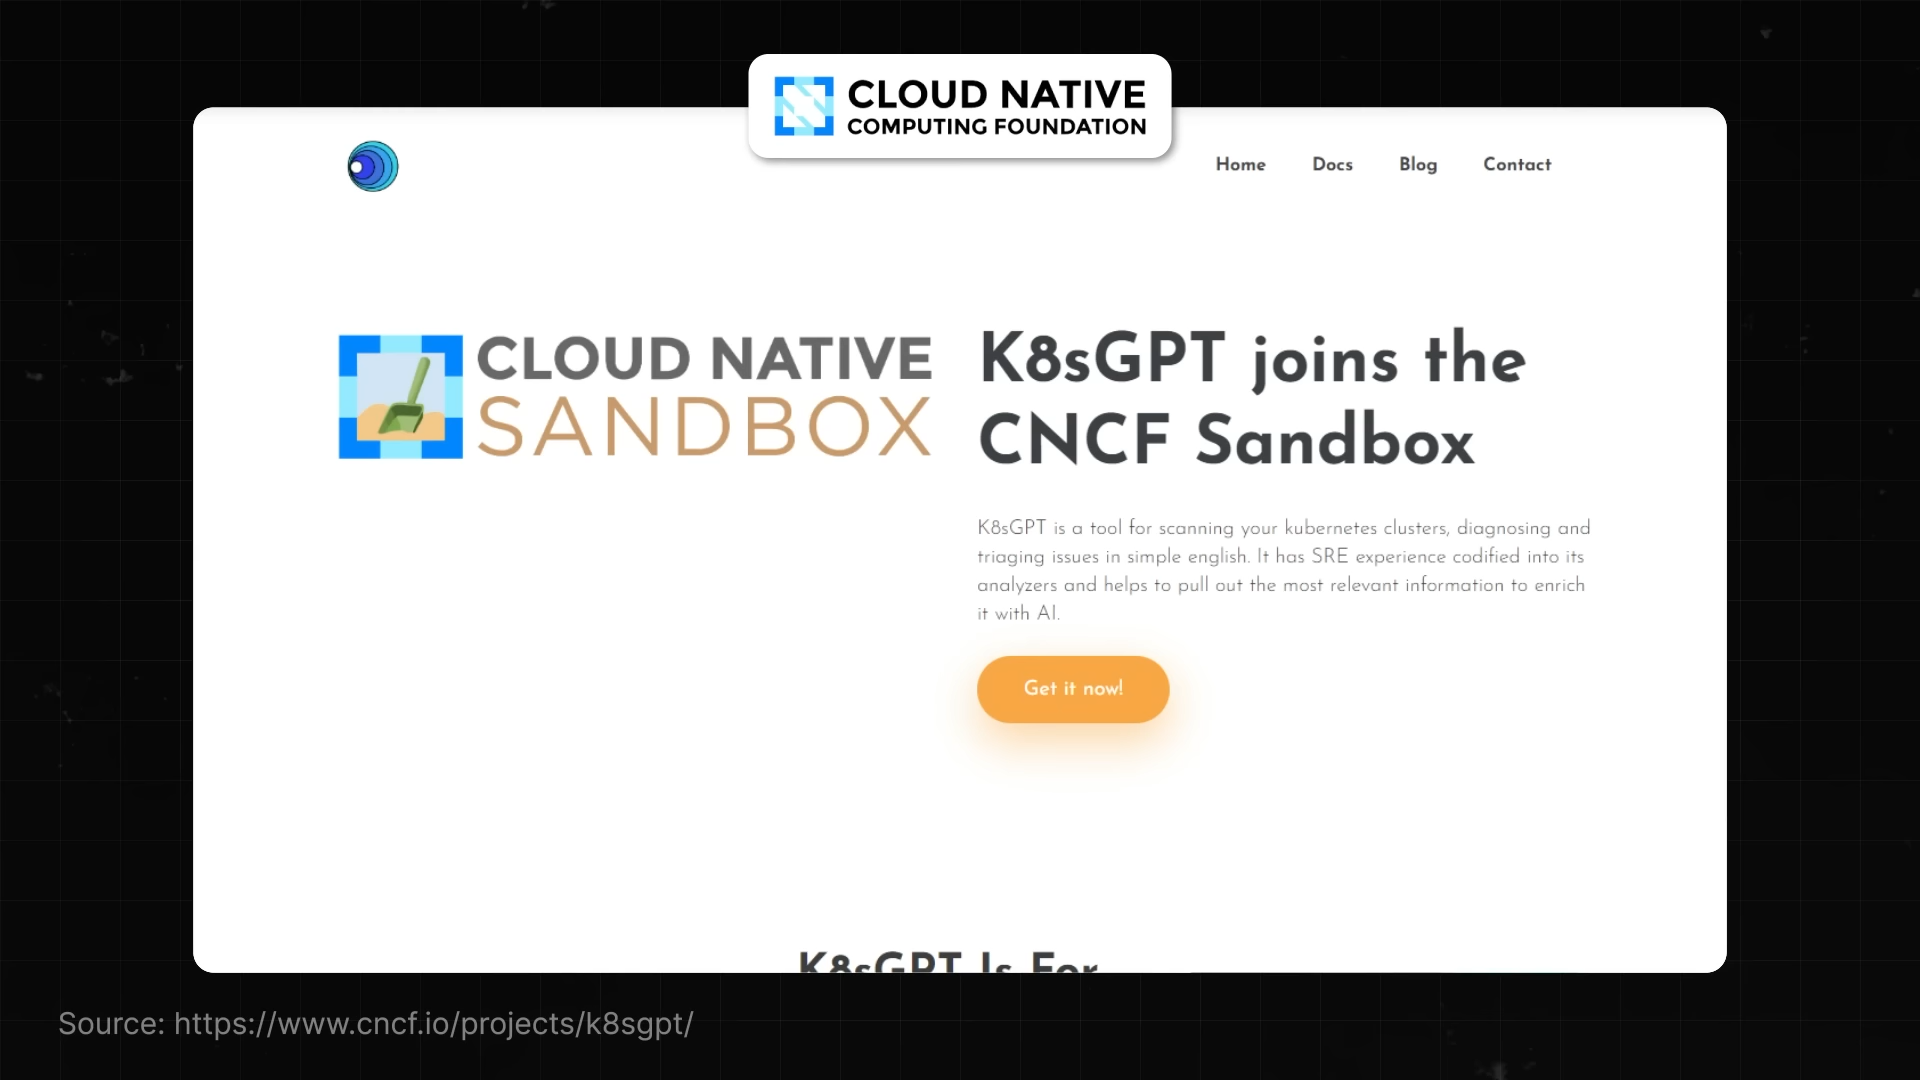 CLOUD NATIVE
COMPUTING FOUNDATION
Home Docs Blog Contact
CLOUD NATIVE
SANDBOX
K8sGPT joins the
CNCF Sandbox
K8sGPT is a tool for scanning your kubernetes clusters, diagnosing and
triaging issues in simple english. It has SRE experience codified into its
analyzers and helps to pull out the most relevant information to enrich
it with AI.
Get it now!
K8sGPT Is For
Source: https://www.cncf.io/projects/k8sgpt/